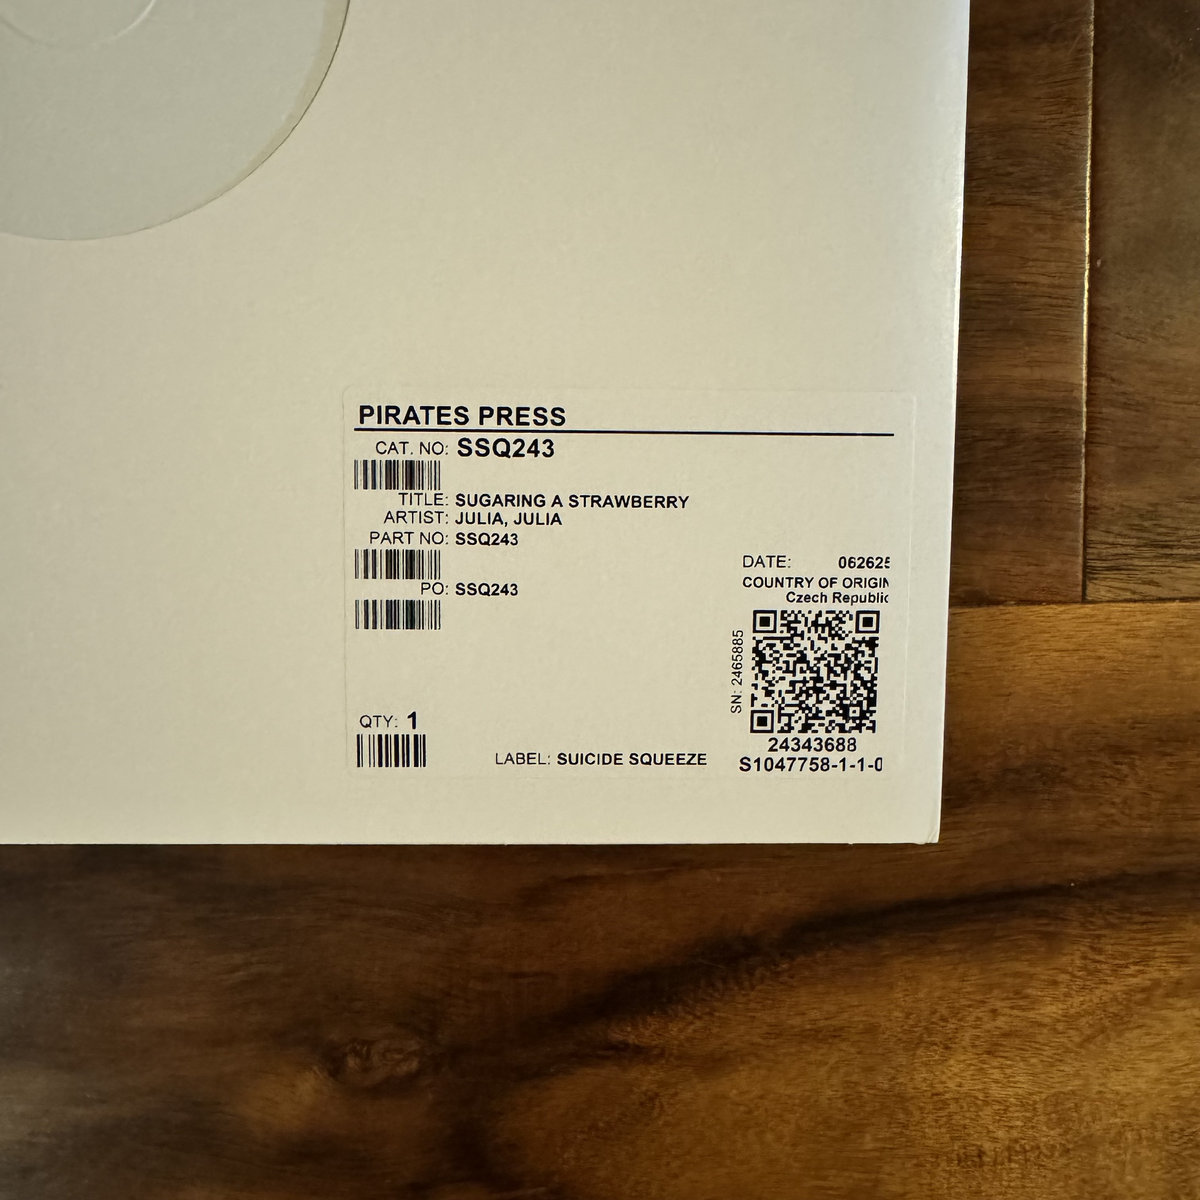 PIRATES PRESS
CAT. NO: SSQ243
TITLE: SUGARING A STRAWBERRY
ARTIST: JULIA, JULIA
PART NO: SSQ243
PO: SSQ243
DATE: 062625
COUNTRY OF ORIGIN
Czech Republic
SN: 2465885
24343688
S1047758-1-1-0
QTY: 1
LABEL: SUICIDE SQUEEZE